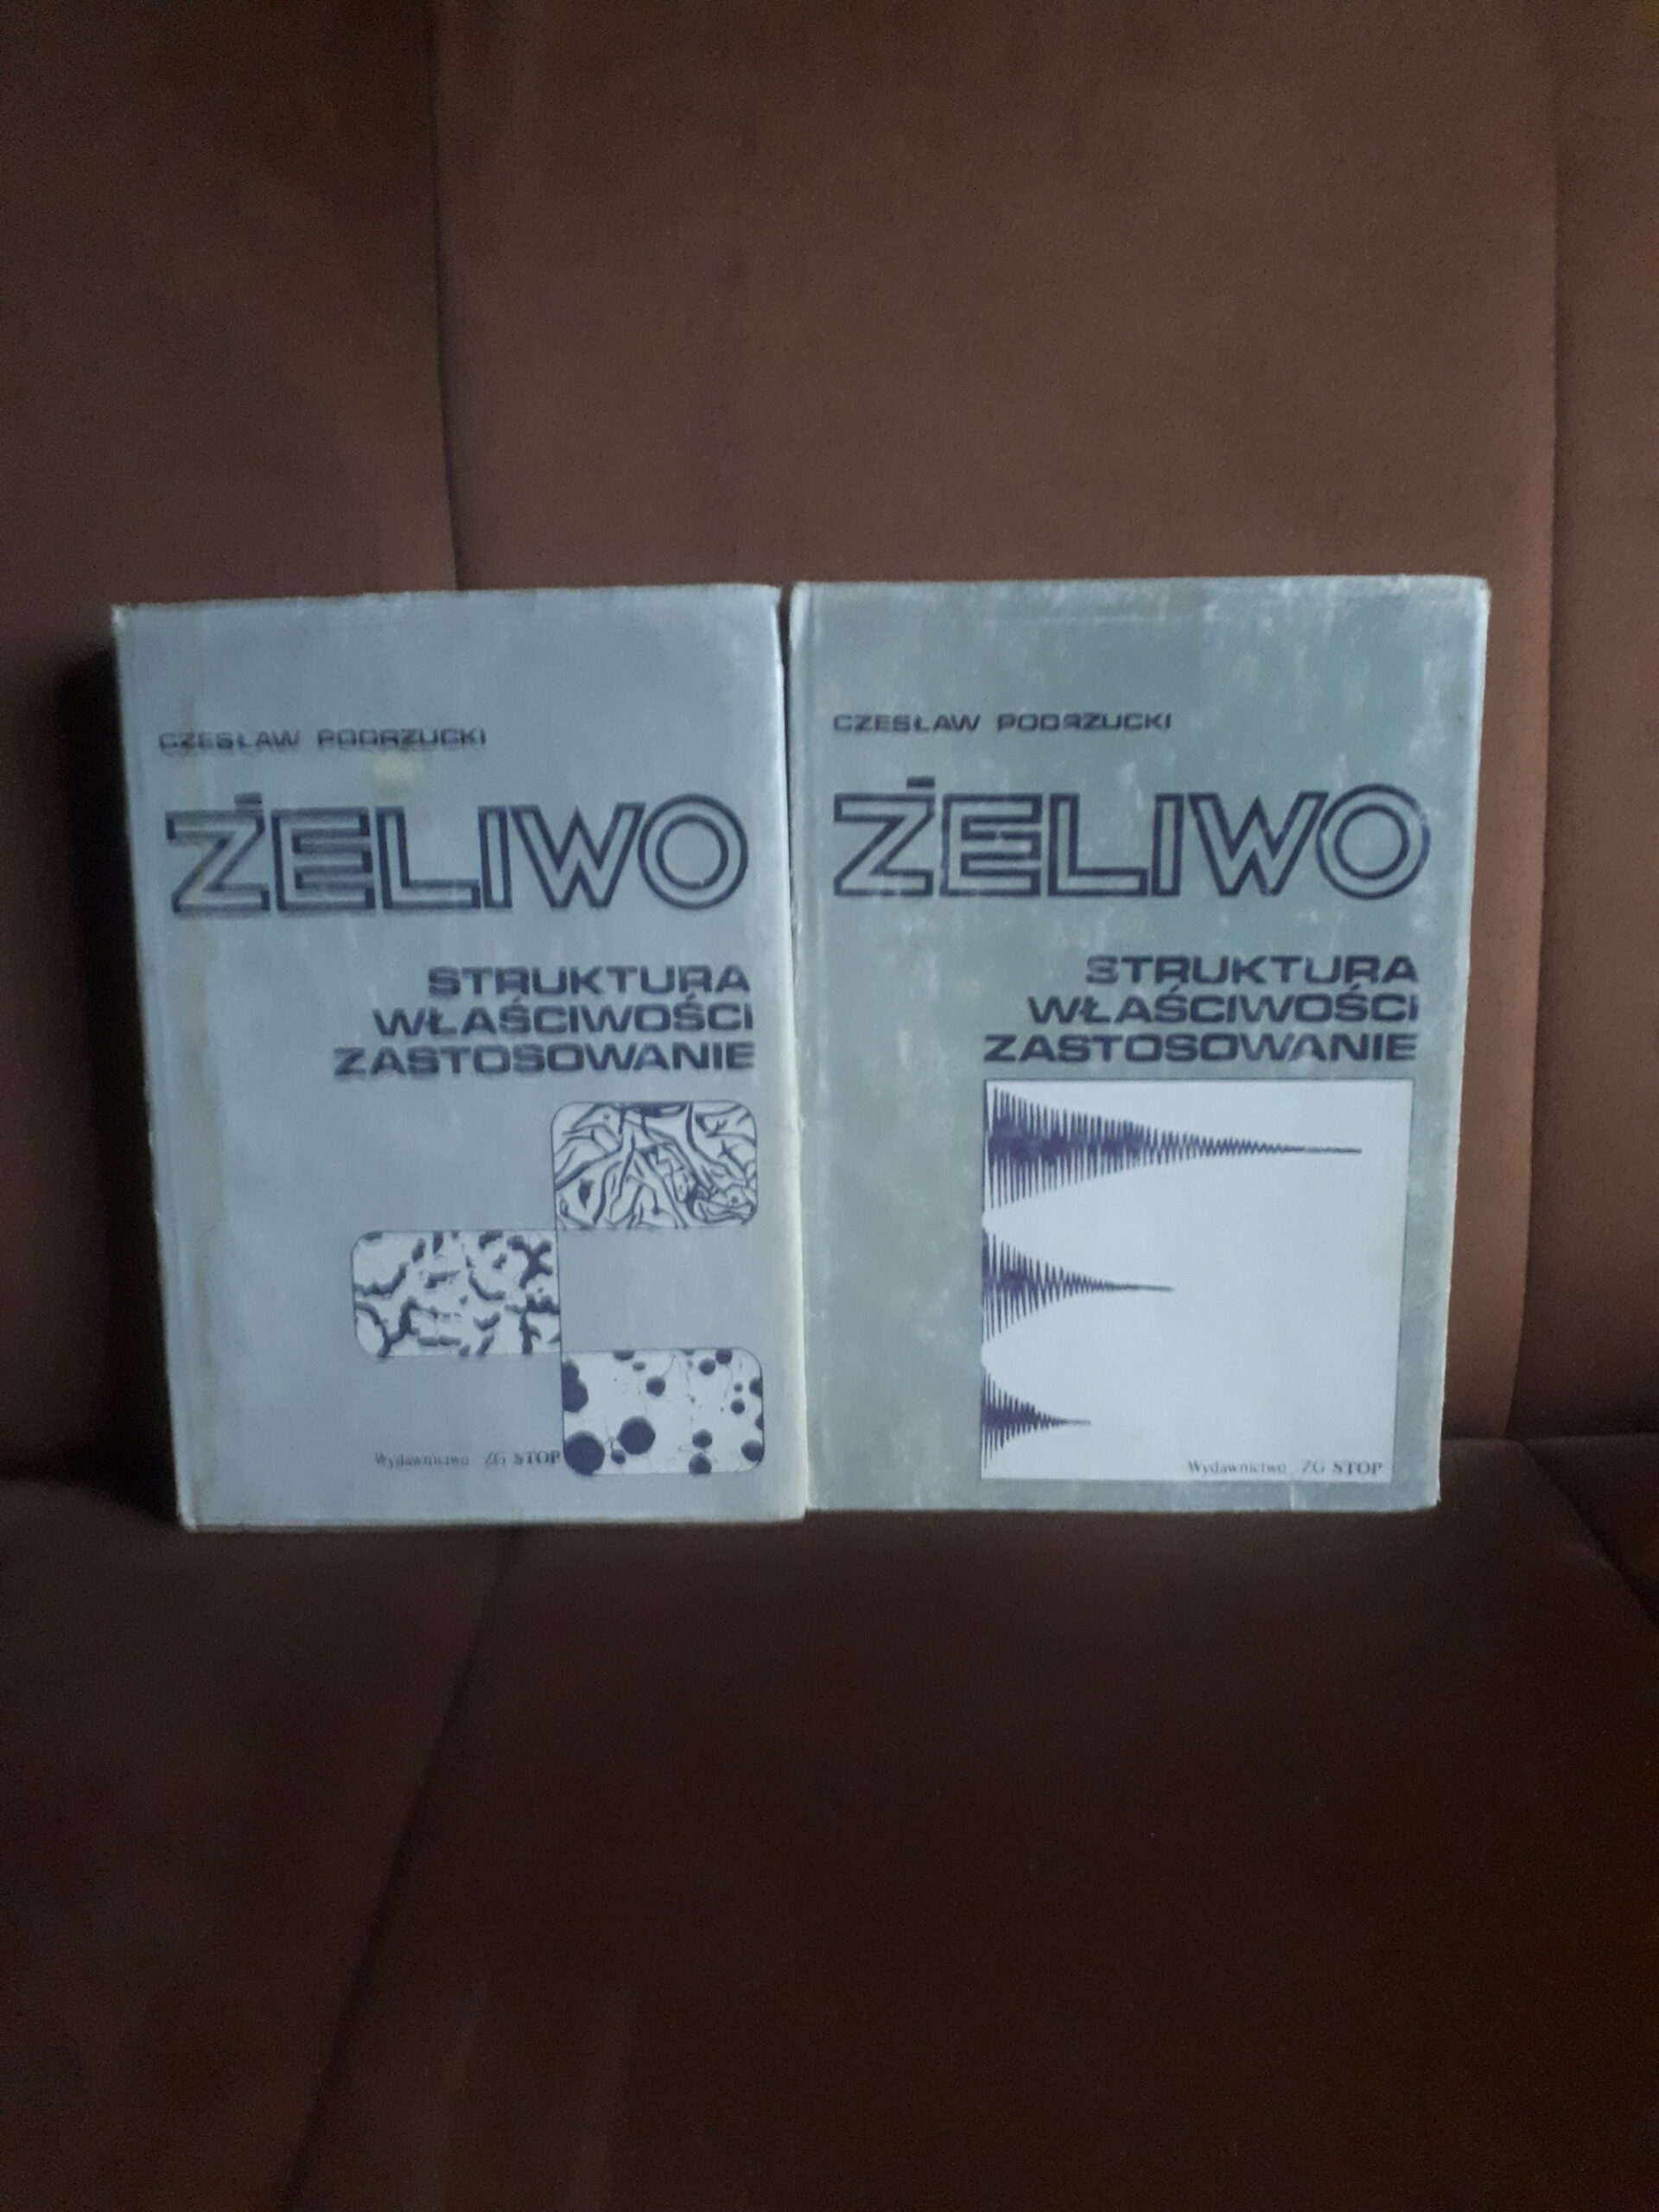 CZESŁAW PODRZUCKI
ŻELIWO
STRUKTURA
WŁAŚCIWOŚCI
ZASTOSOWANIE
Wydawnictwo ZG STOP
CZESŁAW PODRZUCKI
ŻELIWO
STRUKTURA
WŁAŚCIWOŚCI
ZASTOSOWANIE
Wydawnictwo ZG STOP